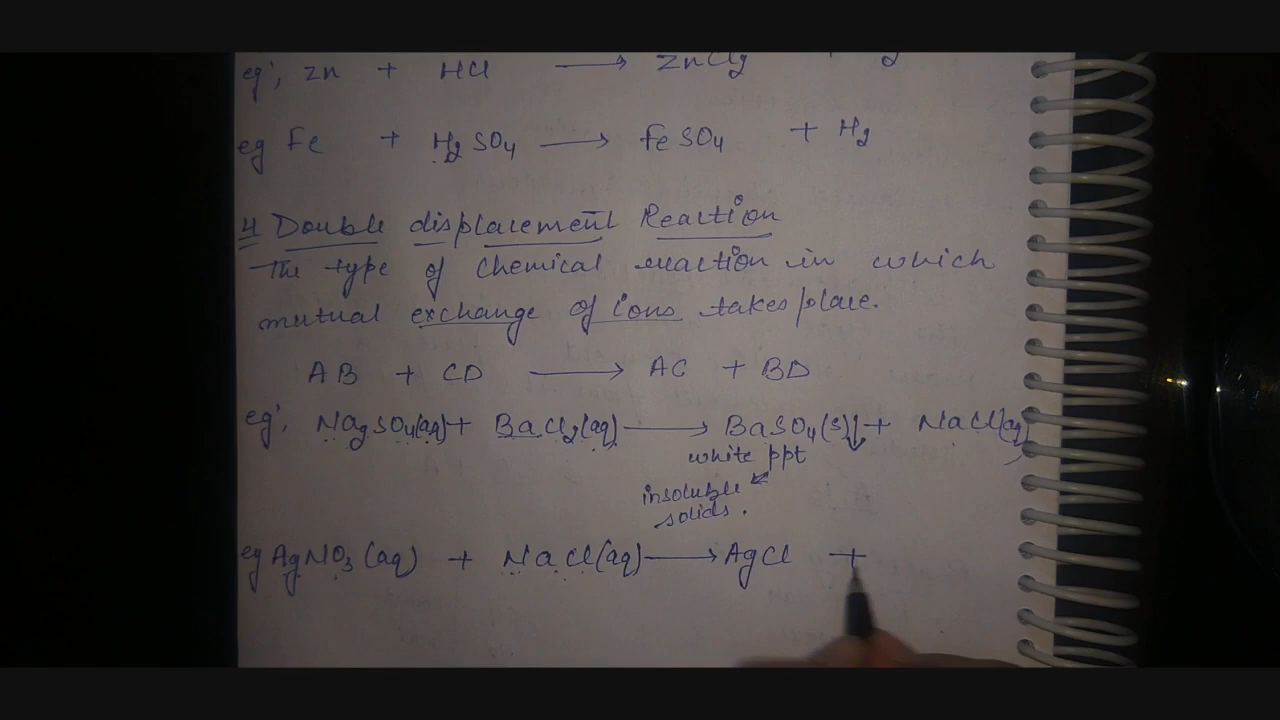 eg', Zn + HCl → ZnCl2 +
eg Fe + H2SO4 → FeSO4 + H2
4 Double displacement Reaction
The type of chemical reaction in which
mutual exchange of ions takes place.
AB + CD → AC + BD
eg', Na2SO4(aq) + BaCl2(aq) → BaSO4(s)↓ + NaCl(aq)
white ppt
insoluble
solids.
eg AgNO3(aq) + NaCl(aq) → AgCl +